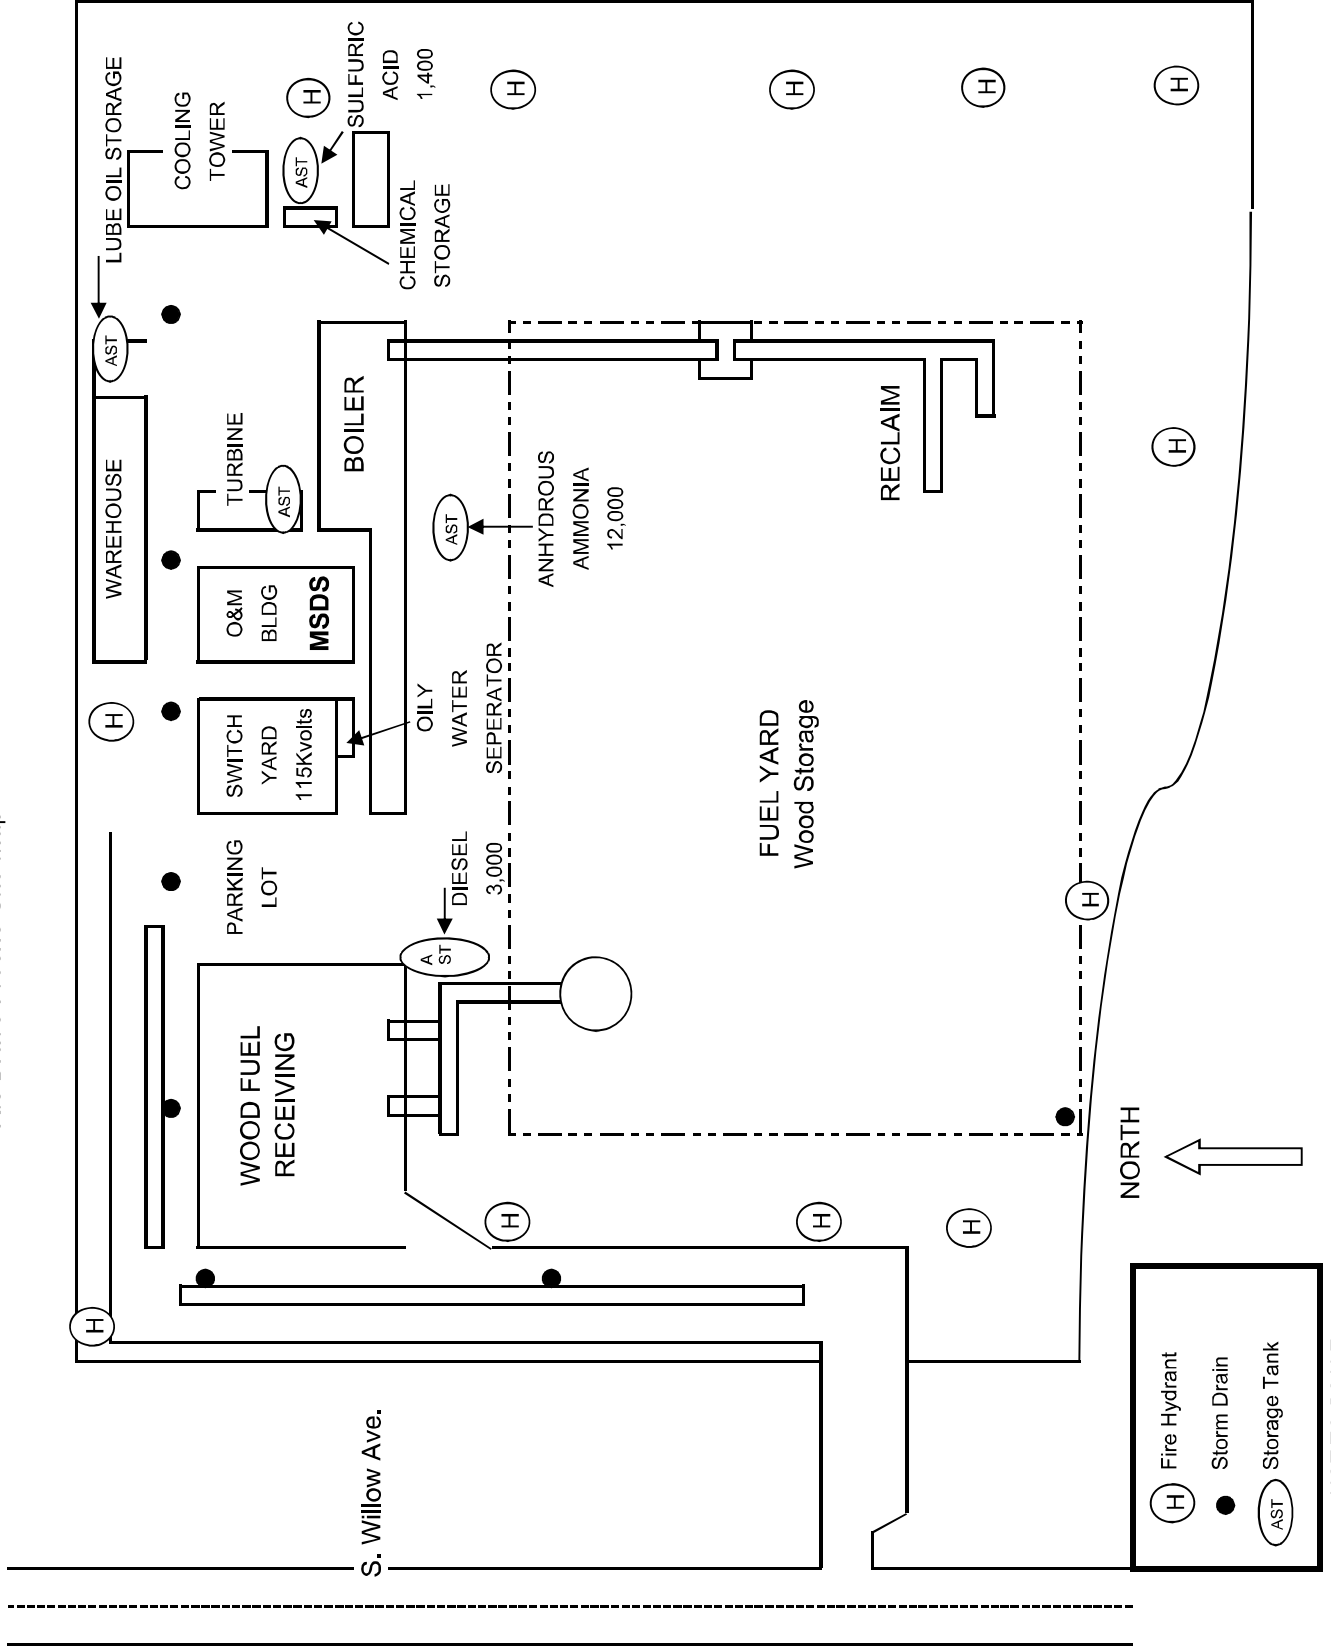 LUBE OIL STORAGE
COOLING
TOWER
H
SULFURIC
ACID
1,400
AST
CHEMICAL
STORAGE
H
H
H
H
AST
WAREHOUSE
TURBINE
AST
BOILER
O&M
BLDG
MSDS
AST
ANHYDROUS
AMMONIA
12,000
RECLAIM
H
H
SWITCH
YARD
115Kvolts
OILY
WATER
SEPERATOR
FUEL YARD
Wood Storage
PARKING
LOT
DIESEL
3,000
A
ST
H
WOOD FUEL
RECEIVING
H
H
H
H
NORTH
S. Willow Ave.
H Fire Hydrant
Storm Drain
AST Storage Tank